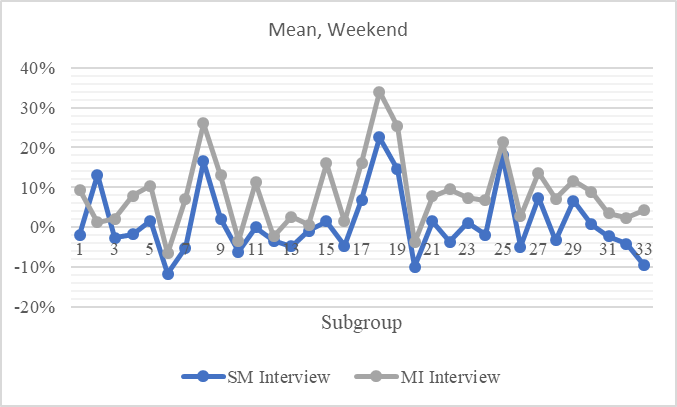 Mean, Weekend
40%
30%
20%
10%
0%
-10%
-20%
1 3 5 7 9 11 13 15 17 19 21 23 25 27 29 31 33
Subgroup
SM Interview MI Interview